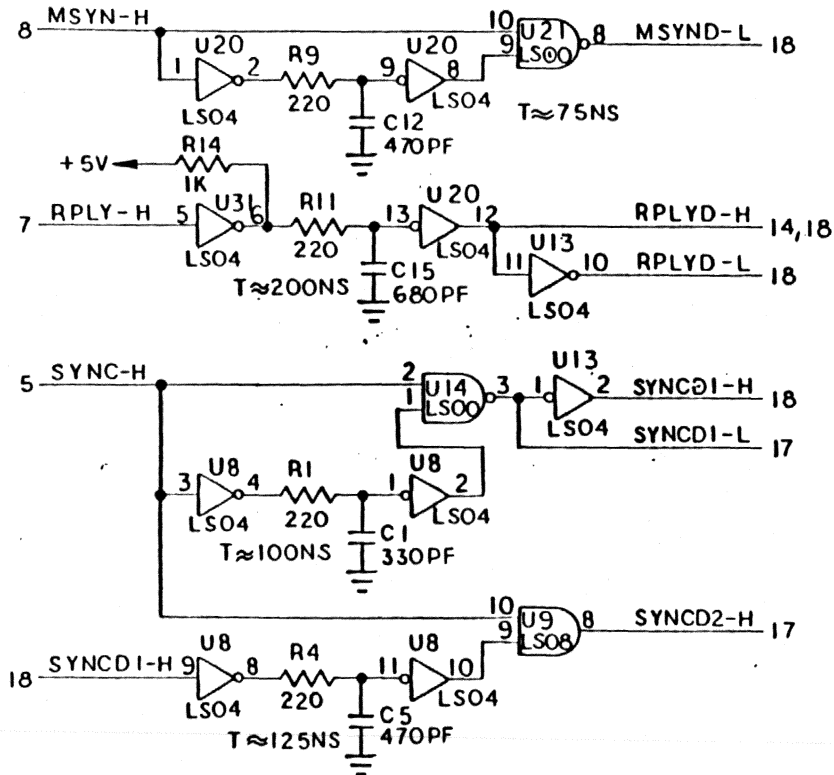 8 MSYN-H 10 U21 8 MSYND-L 18
9 LS00
U20 R9 U20
1 2 220 9 8
LS04 LS04
C12
470PF
T≈75NS
+5V R14
1K
7 RPLY-H 5 U31 6 R11 13 U20 12 RPLYD-H 14,18
LS04 220 LS04
C15
680PF
T≈200NS
U13
11 10 RPLYD-L 18
LS04
5 SYNC-H 2 U14 3 1 U13 2 SYNCD1-H 18
1 LS00 LS04
SYNCD1-L 17
U8 R1 U8
3 4 220 1 2
LS04 LS04
C1
330PF
T≈100NS
10 U9 8 SYNCD2-H 17
9 LS08
U8 R4 U8
18 SYNCD1-H 9 8 220 11 10
LS04 LS04
C5
470PF
T≈125NS